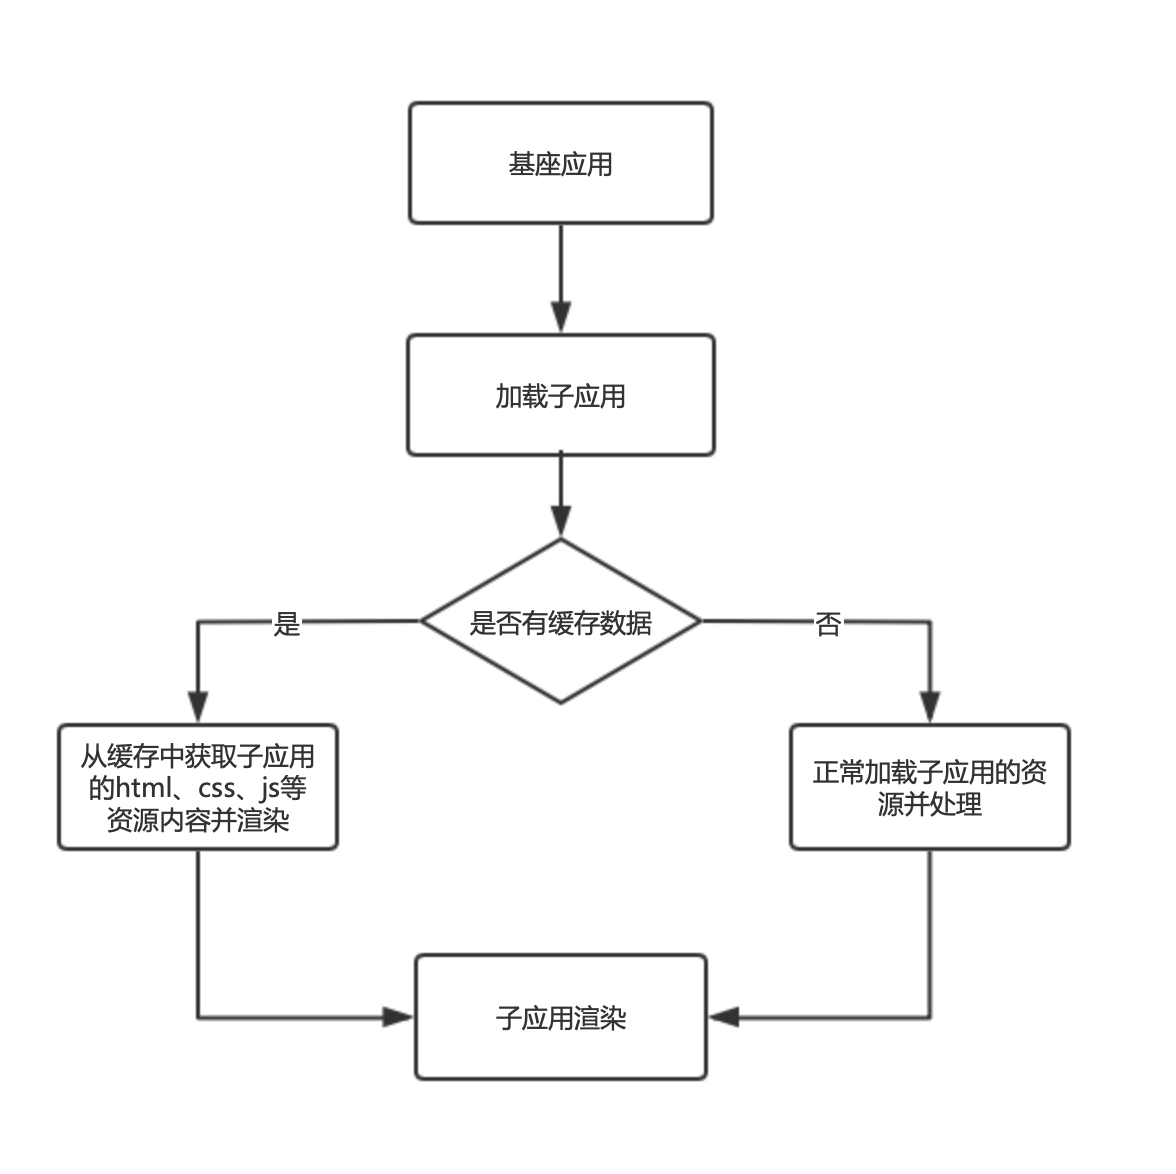 基座应用
加载子应用
是否有缓存数据
是
否
从缓存中获取子应用
的html、css、js等
资源内容并渲染
正常加载子应用的资
源并处理
子应用渲染